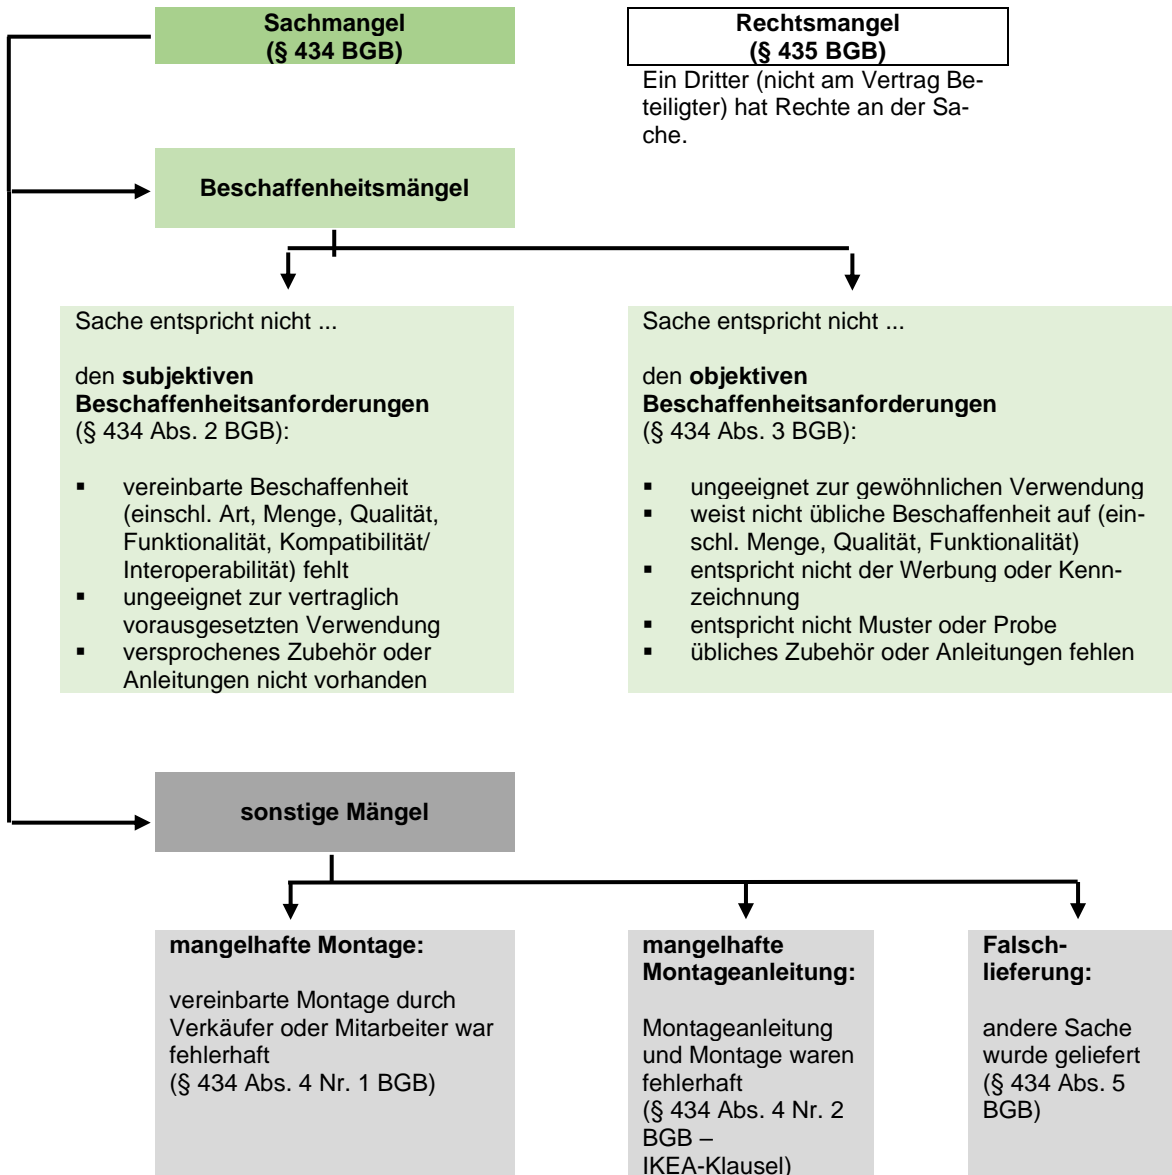 Sachmangel
(§ 434 BGB)
Rechtsmangel
(§ 435 BGB)
Ein Dritter (nicht am Vertrag Be-
teiligter) hat Rechte an der Sa-
che.
Beschaffenheitsmängel
Sache entspricht nicht ...
den subjektiven
Beschaffenheitsanforderungen
(§ 434 Abs. 2 BGB):
▪ vereinbarte Beschaffenheit
(einschl. Art, Menge, Qualität,
Funktionalität, Kompatibilität/
Interoperabilität) fehlt
▪ ungeeignet zur vertraglich
vorausgesetzten Verwendung
▪ versprochenes Zubehör oder
Anleitungen nicht vorhanden
Sache entspricht nicht ...
den objektiven
Beschaffenheitsanforderungen
(§ 434 Abs. 3 BGB):
▪ ungeeignet zur gewöhnlichen Verwendung
▪ weist nicht übliche Beschaffenheit auf (ein-
schl. Menge, Qualität, Funktionalität)
▪ entspricht nicht der Werbung oder Kenn-
zeichnung
▪ entspricht nicht Muster oder Probe
▪ übliches Zubehör oder Anleitungen fehlen
sonstige Mängel
mangelhafte Montage:
vereinbarte Montage durch
Verkäufer oder Mitarbeiter war
fehlerhaft
(§ 434 Abs. 4 Nr. 1 BGB)
mangelhafte
Montageanleitung:
Montageanleitung
und Montage waren
fehlerhaft
(§ 434 Abs. 4 Nr. 2
BGB –
IKEA-Klausel)
Falsch-
lieferung:
andere Sache
wurde geliefert
(§ 434 Abs. 5
BGB)